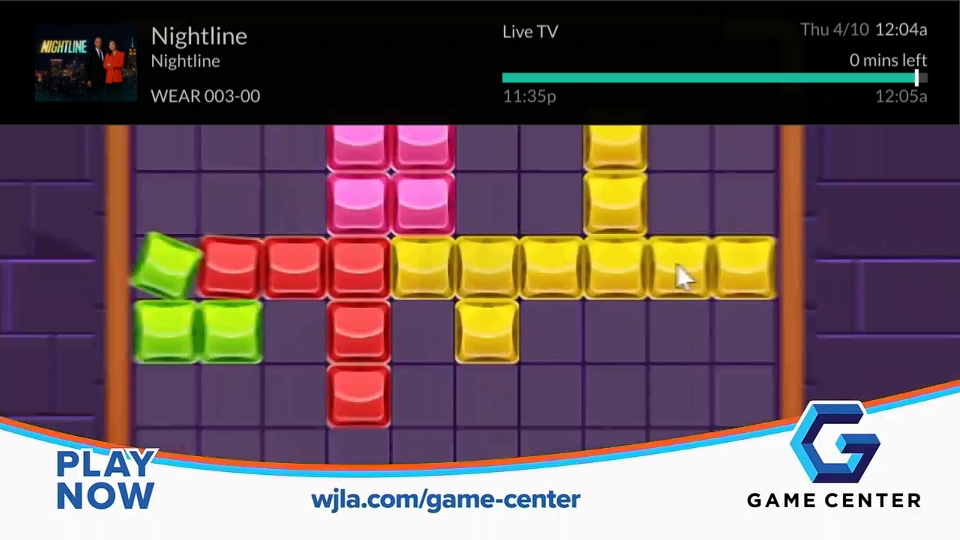 NIGHTLINE
Nightline
Nightline
WEAR 003-00
Live TV
Thu 4/10 12:04a
0 mins left
11:35p
12:05a
PLAY
NOW
wjla.com/game-center
GAME CENTER